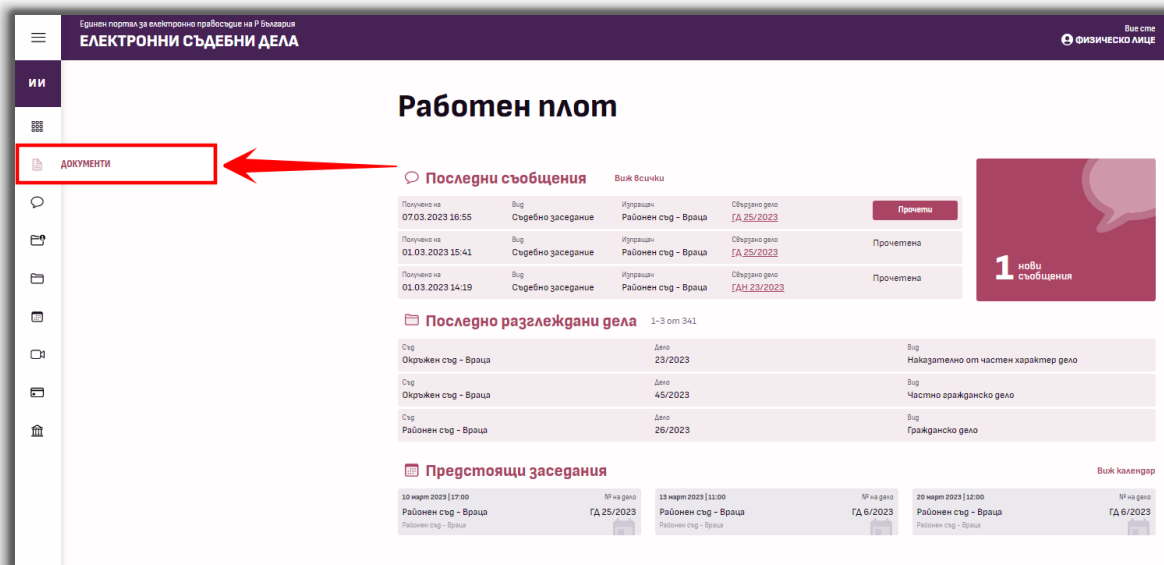 Единен портал за електронно правосъдие на Р България
ЕЛЕКТРОННИ СЪДЕБНИ ДЕЛА
Вие сте
ФИЗИЧЕСКО ЛИЦЕ
ИИ
Работен плот
ДОКУМЕНТИ
Последни съобщения Виж всички
Получено на Вид Изпращач Свързано дело
07.03.2023 16:55 Съдебно заседание Районен съд - Враца ГД 25/2023 Прочети
Получено на Вид Изпращач Свързано дело
01.03.2023 15:41 Съдебно заседание Районен съд - Враца ГД 25/2023 Прочетена
Получено на Вид Изпращач Свързано дело
01.03.2023 14:19 Съдебно заседание Районен съд - Враца ГДН 23/2023 Прочетена
1 нови
съобщения
Последно разглеждани дела 1-3 от 341
Съд Дело Вид
Окръжен съд - Враца 23/2023 Наказателно от частен характер дело
Съд Дело Вид
Окръжен съд - Враца 45/2023 Частно гражданско дело
Съд Дело Вид
Районен съд - Враца 26/2023 Гражданско дело
Предстоящи заседания Виж календар
10 март 2023 | 17:00 № на дело 13 март 2023 | 11:00 № на дело 20 март 2023 | 12:00 № на дело
Районен съд - Враца ГД 25/2023 Районен съд - Враца ГД 6/2023 Районен съд - Враца ГД 6/2023
Районен съд - Враца Районен съд - Враца Районен съд - Враца